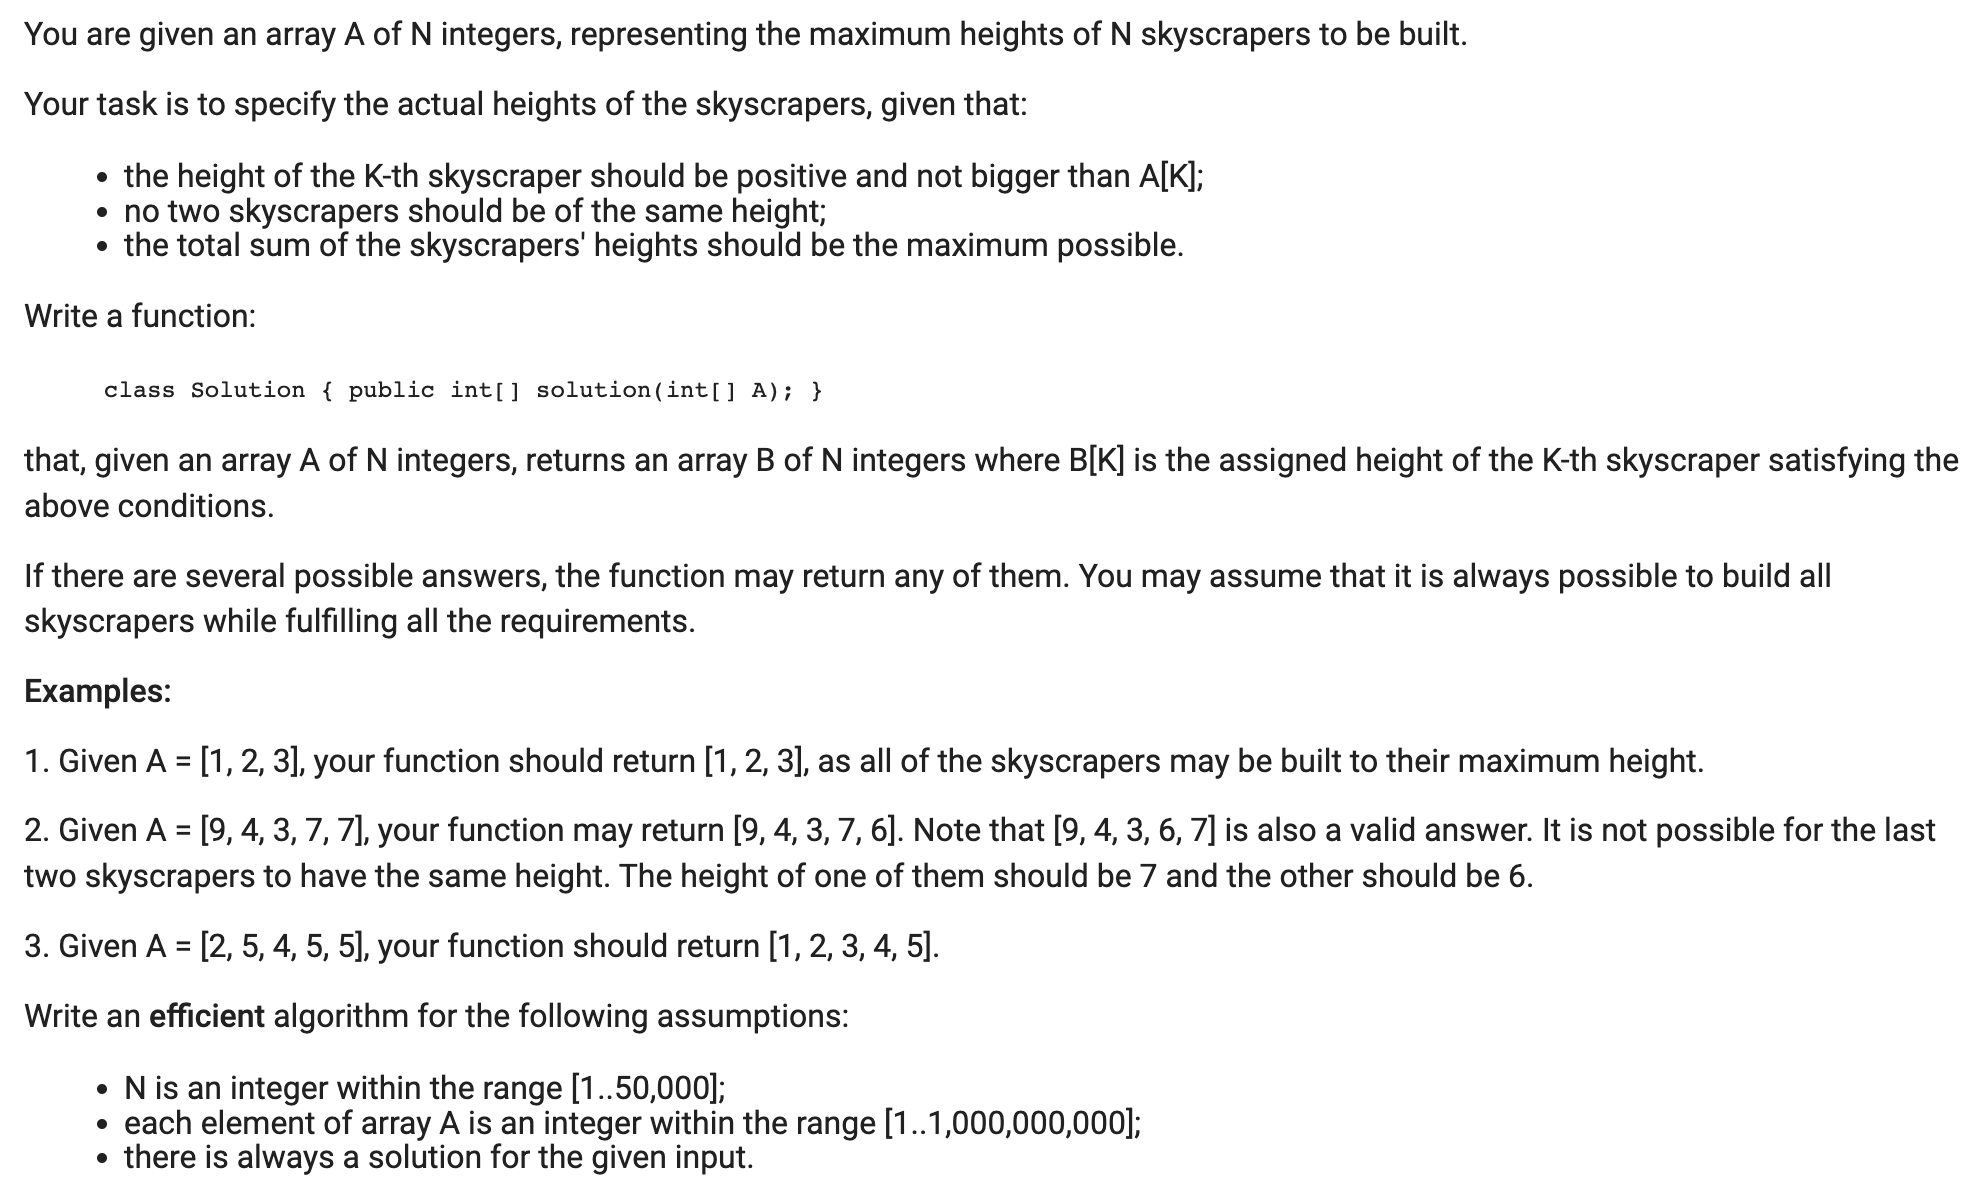 You are given an array A of N integers, representing the maximum heights of N skyscrapers to be built.
Your task is to specify the actual heights of the skyscrapers, given that:
• the height of the K-th skyscraper should be positive and not bigger than A[K];
• no two skyscrapers should be of the same height;
• the total sum of the skyscrapers' heights should be the maximum possible.
Write a function:
class Solution { public int[] solution(int[] A); }
that, given an array A of N integers, returns an array B of N integers where B[K] is the assigned height of the K-th skyscraper satisfying the
above conditions.
If there are several possible answers, the function may return any of them. You may assume that it is always possible to build all
skyscrapers while fulfilling all the requirements.
Examples:
1. Given A = [1, 2, 3], your function should return [1, 2, 3], as all of the skyscrapers may be built to their maximum height.
2. Given A = [9, 4, 3, 7, 7], your function may return [9, 4, 3, 7, 6]. Note that [9, 4, 3, 6, 7] is also a valid answer. It is not possible for the last
two skyscrapers to have the same height. The height of one of them should be 7 and the other should be 6.
3. Given A = [2, 5, 4, 5, 5], your function should return [1, 2, 3, 4, 5].
Write an efficient algorithm for the following assumptions:
• N is an integer within the range [1..50,000];
• each element of array A is an integer within the range [1..1,000,000,000];
• there is always a solution for the given input.